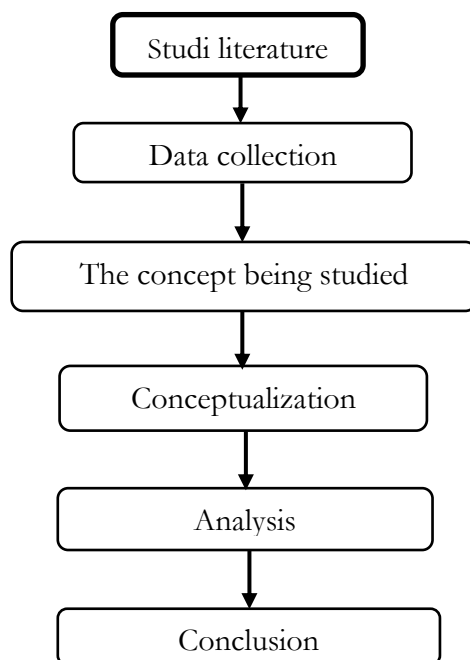 Studi literature
Data collection
The concept being studied
Conceptualization
Analysis
Conclusion